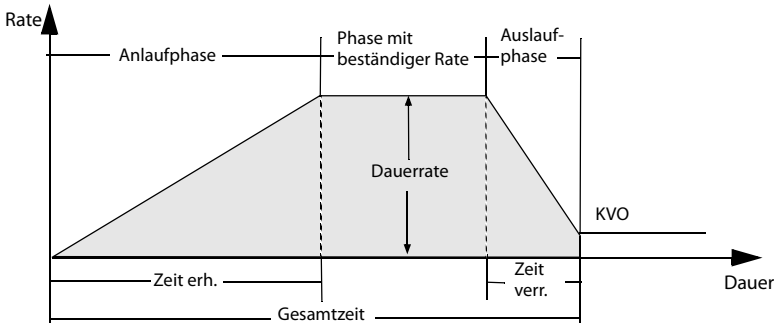 Rate
Anlaufphase
Phase mit
beständiger Rate
Auslauf-
phase
Dauerrate
KVO
Zeit erh.
Zeit
verr.
Dauer
Gesamtzeit